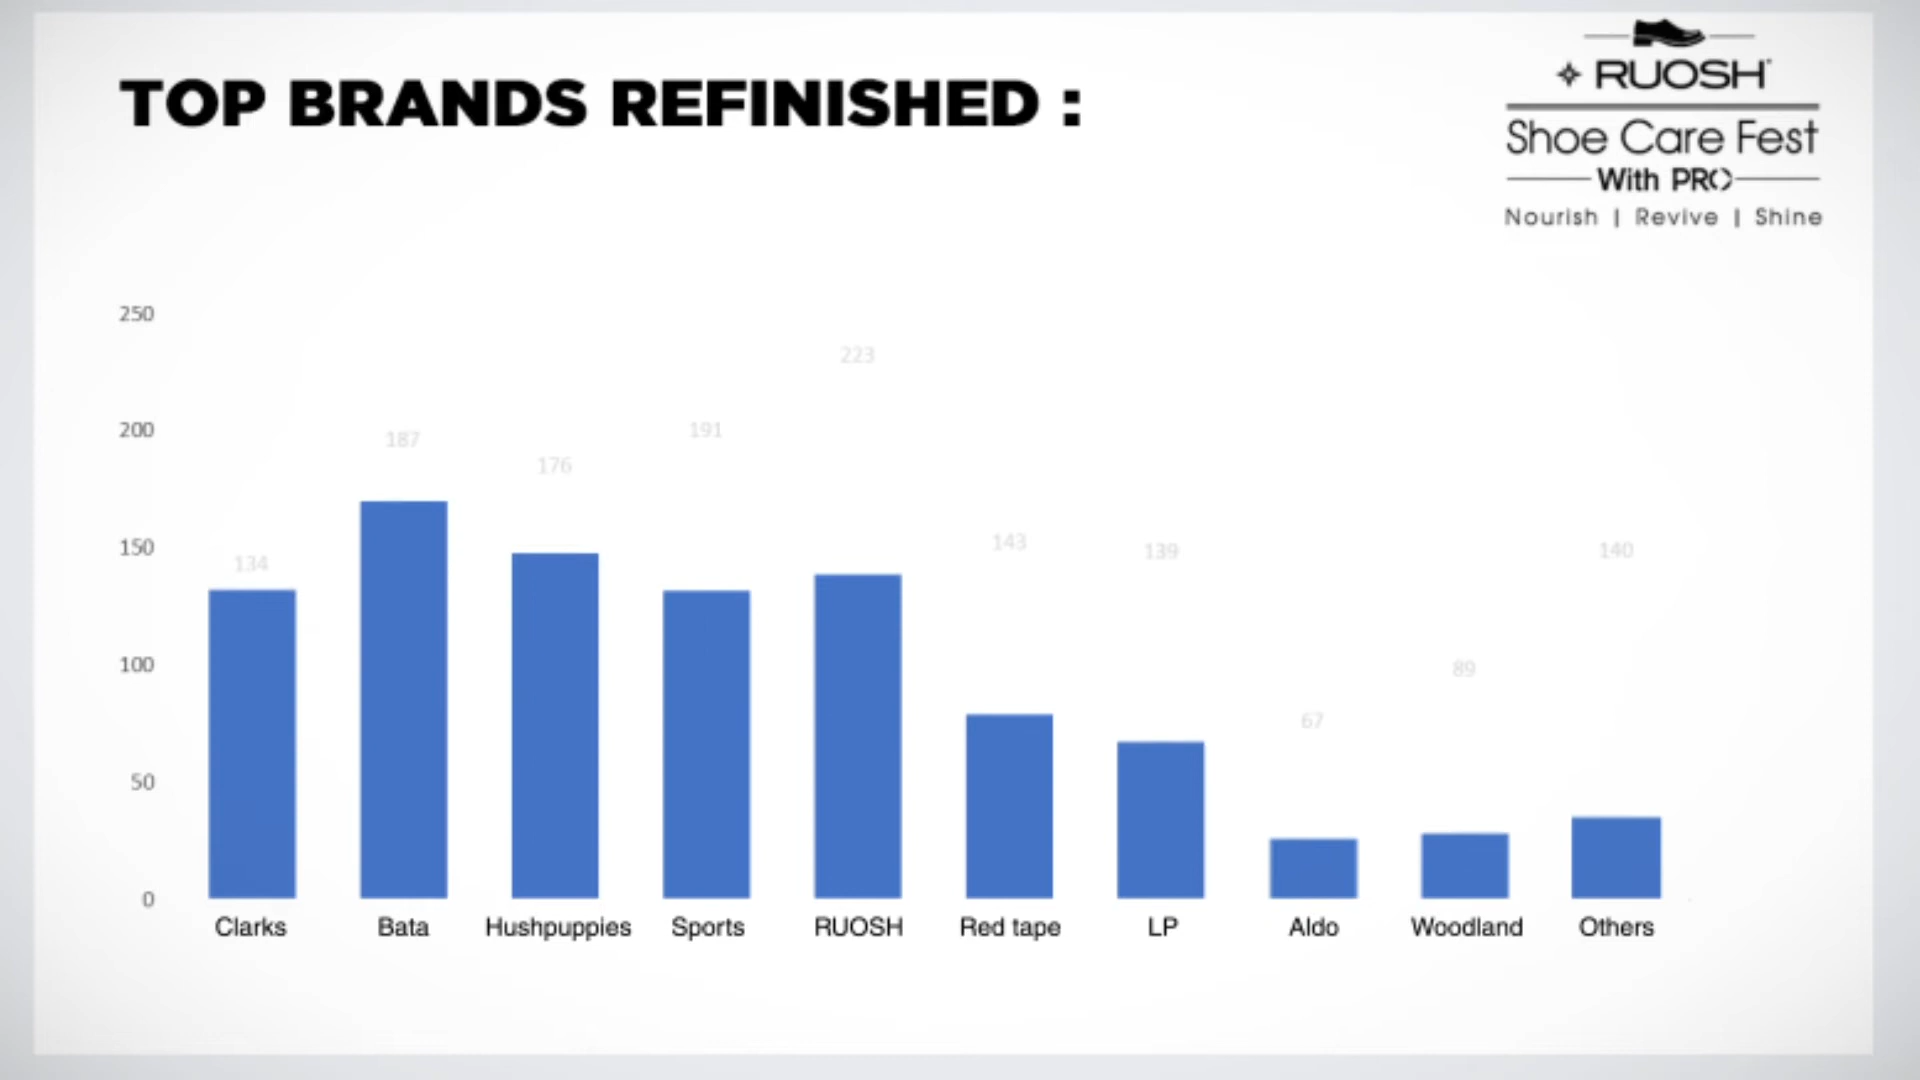 TOP BRANDS REFINISHED :
RUOSH
Shoe Care Fest
With PRO
Nourish | Revive | Shine
250
200
150
100
50
0
134
187
176
191
223
143
139
67
89
140
Clarks
Bata
Hushpuppies
Sports
RUOSH
Red tape
LP
Aldo
Woodland
Others